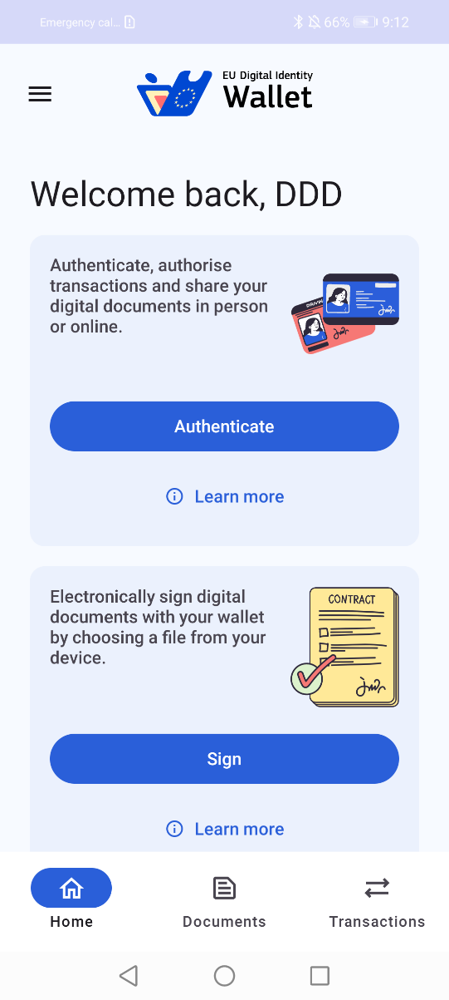 Emergency cal... 66% 9:12
EU Digital Identity
Wallet
Welcome back, DDD
Authenticate, authorise
transactions and share your
digital documents in person
or online.
Authenticate
Learn more
Electronically sign digital
documents with your wallet
by choosing a file from your
device.
CONTRACT
Sign
Learn more
Home Documents Transactions